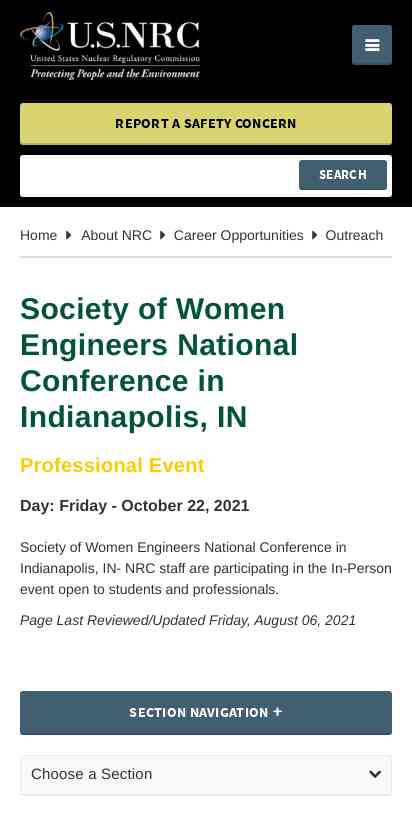 U.S.NRC
United States Nuclear Regulatory Commission
Protecting People and the Environment
REPORT A SAFETY CONCERN
SEARCH
Home About NRC Career Opportunities Outreach
Society of Women
Engineers National
Conference in
Indianapolis, IN
Professional Event
Day: Friday - October 22, 2021
Society of Women Engineers National Conference in
Indianapolis, IN- NRC staff are participating in the In-Person
event open to students and professionals.
Page Last Reviewed/Updated Friday, August 06, 2021
SECTION NAVIGATION +
Choose a Section